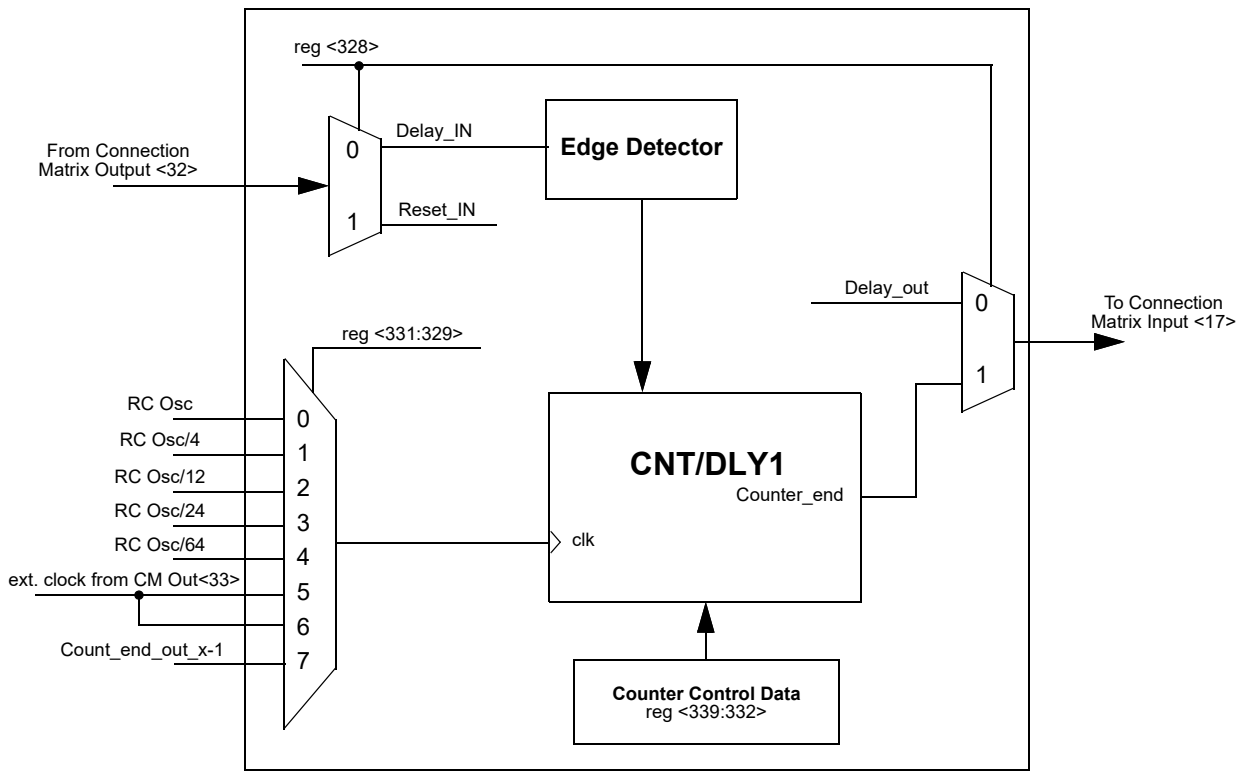 reg <328>
From Connection
Matrix Output <32>
0
1
Delay_IN
Reset_IN
Edge Detector
Delay_out
0
1
To Connection
Matrix Input <17>
reg <331:329>
RC Osc
RC Osc/4
RC Osc/12
RC Osc/24
RC Osc/64
ext. clock from CM Out<33>
Count_end_out_x-1
0
1
2
3
4
5
6
7
CNT/DLY1
Counter_end
clk
Counter Control Data
reg <339:332>